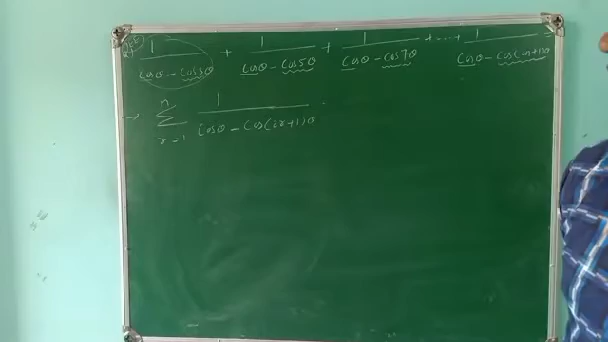 1/(cosθ - cos3θ) + 1/(cosθ - cos5θ) + 1/(cosθ - cos7θ) + .... + 1/(cosθ - cos(2n+1)θ)
→ n Σ r=1 1/(cosθ - cos(2r+1)θ)